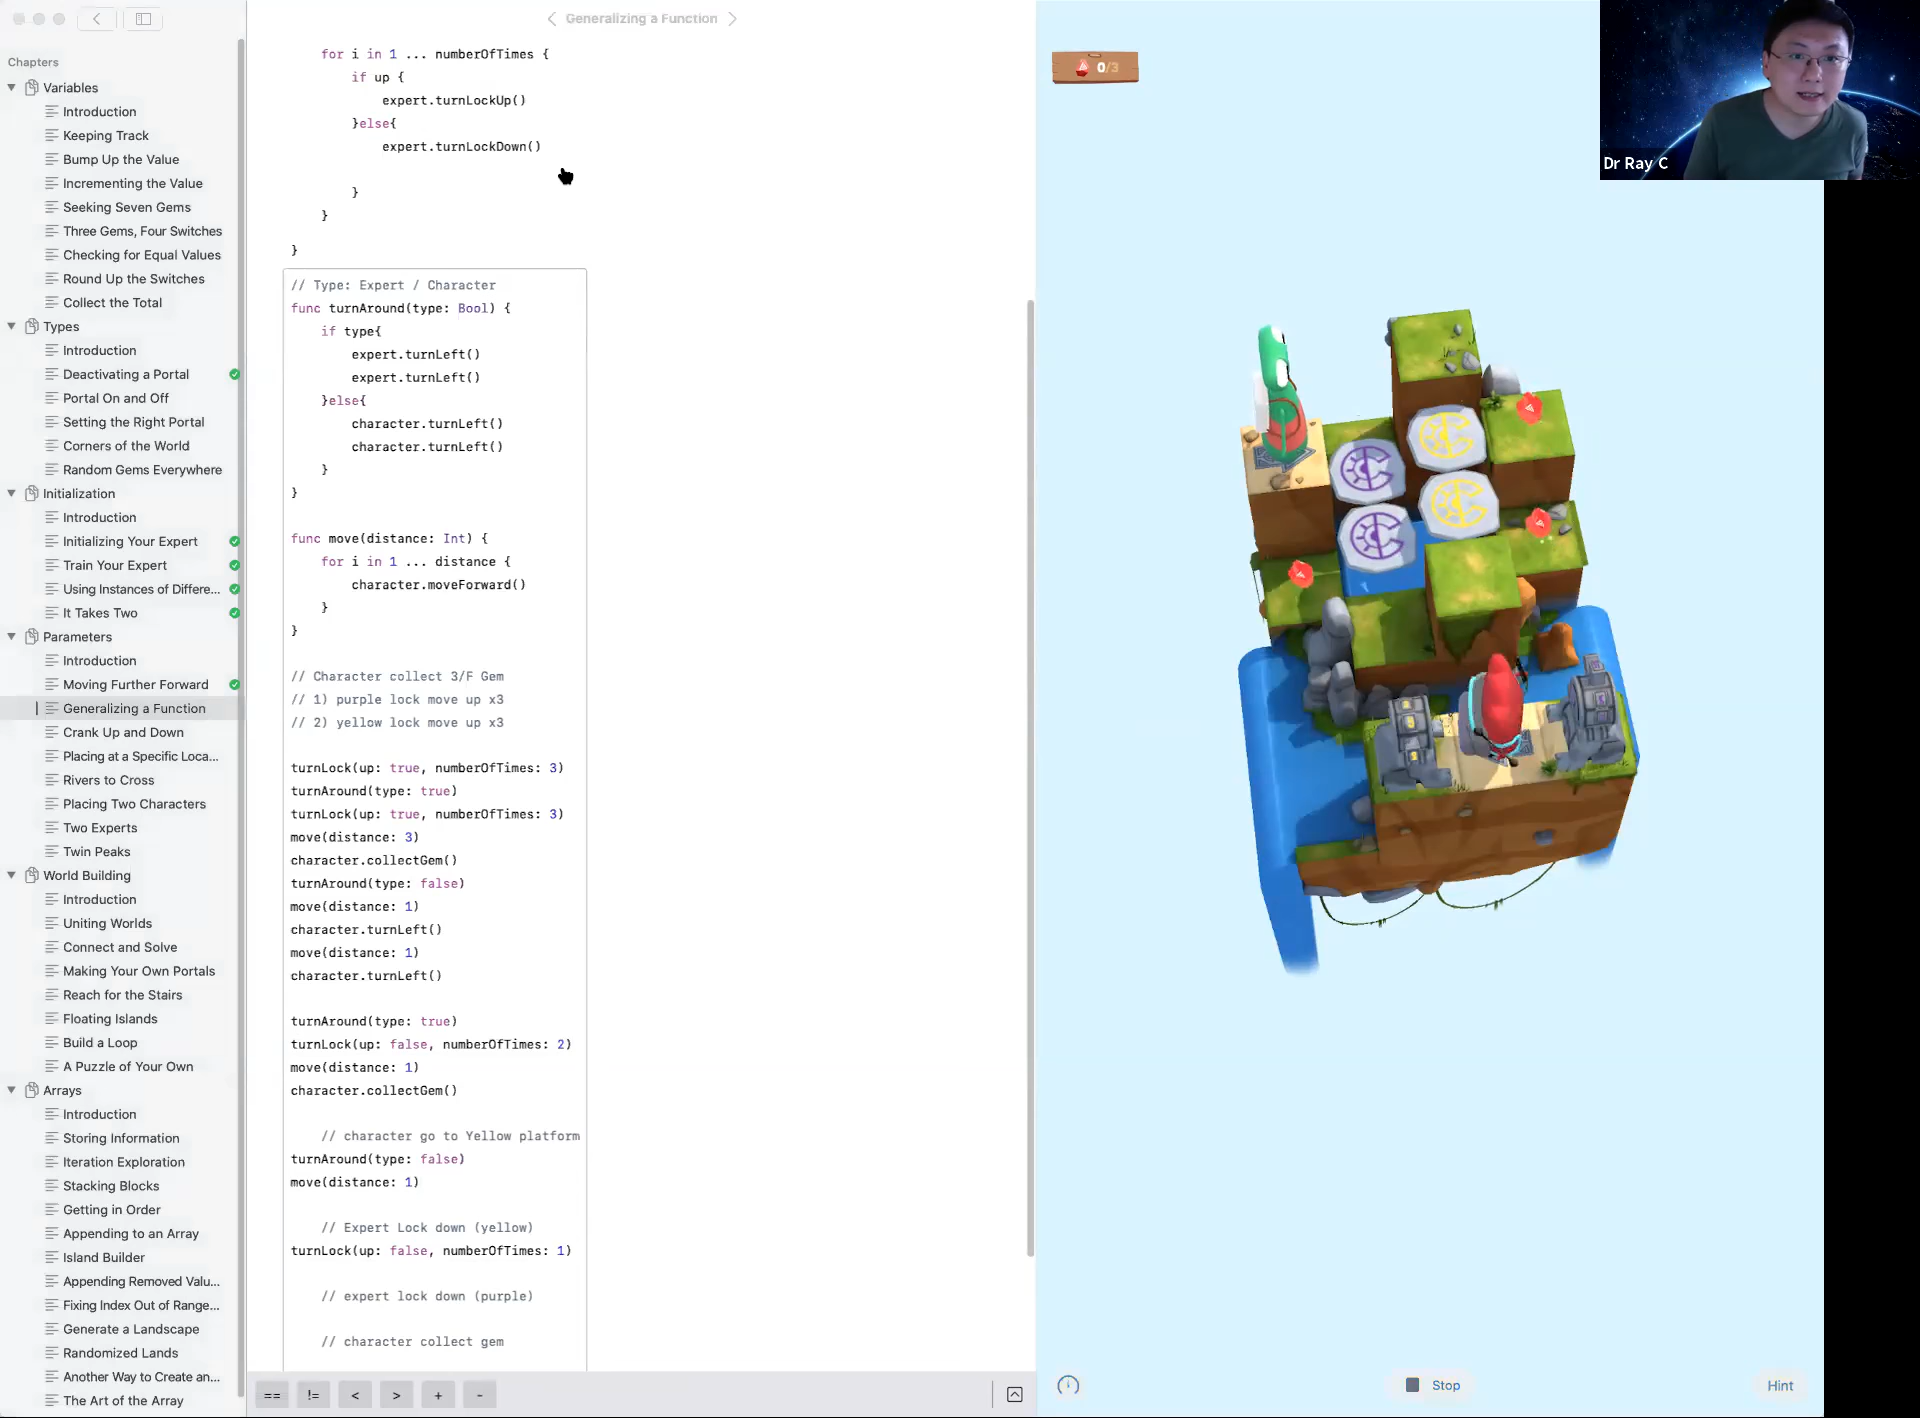 Generalizing a Function
Chapters
Variables
Introduction
Keeping Track
Bump Up the Value
Incrementing the Value
Seeking Seven Gems
Three Gems, Four Switches
Checking for Equal Values
Round Up the Switches
Collect the Total
Types
Introduction
Deactivating a Portal
Portal On and Off
Setting the Right Portal
Corners of the World
Random Gems Everywhere
Initialization
Introduction
Initializing Your Expert
Train Your Expert
Using Instances of Differe...
It Takes Two
Parameters
Introduction
Moving Further Forward
Generalizing a Function
Crank Up and Down
Placing at a Specific Loca...
Rivers to Cross
Placing Two Characters
Two Experts
Twin Peaks
World Building
Introduction
Uniting Worlds
Connect and Solve
Making Your Own Portals
Reach for the Stairs
Floating Islands
Build a Loop
A Puzzle of Your Own
Arrays
Introduction
Storing Information
Iteration Exploration
Stacking Blocks
Getting in Order
Appending to an Array
Island Builder
Appending Removed Valu...
Fixing Index Out of Range...
Generate a Landscape
Randomized Lands
Another Way to Create an...
The Art of the Array
for i in 1 ... numberOfTimes {
if up {
expert.turnLockUp()
}else{
expert.turnLockDown()
}
}
}
// Type: Expert / Character
func turnAround(type: Bool) {
if type{
expert.turnLeft()
expert.turnLeft()
}else{
character.turnLeft()
character.turnLeft()
}
}
func move(distance: Int) {
for i in 1 ... distance {
character.moveForward()
}
}
// Character collect 3/F Gem
// 1) purple lock move up x3
// 2) yellow lock move up x3
turnLock(up: true, numberOfTimes: 3)
turnAround(type: true)
turnLock(up: true, numberOfTimes: 3)
move(distance: 3)
character.collectGem()
turnAround(type: false)
move(distance: 1)
character.turnLeft()
move(distance: 1)
character.turnLeft()
turnAround(type: true)
turnLock(up: false, numberOfTimes: 2)
move(distance: 1)
character.collectGem()
// character go to Yellow platform
turnAround(type: false)
move(distance: 1)
// Expert Lock down (yellow)
turnLock(up: false, numberOfTimes: 1)
// expert lock down (purple)
// character collect gem
== != < > + -
0/3
Dr Ray C
Stop
Hint